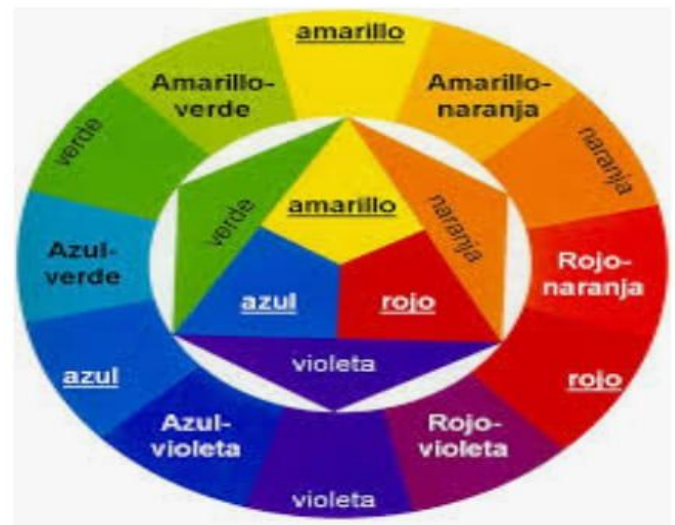 amarillo
Amarillo-
verde
Amarillo-
naranja
verde
naranja
amarillo
verde
naranja
Azul-
verde
Rojo-
naranja
azul
rojo
violeta
azul
rojo
Azul-
violeta
Rojo-
violeta
violeta